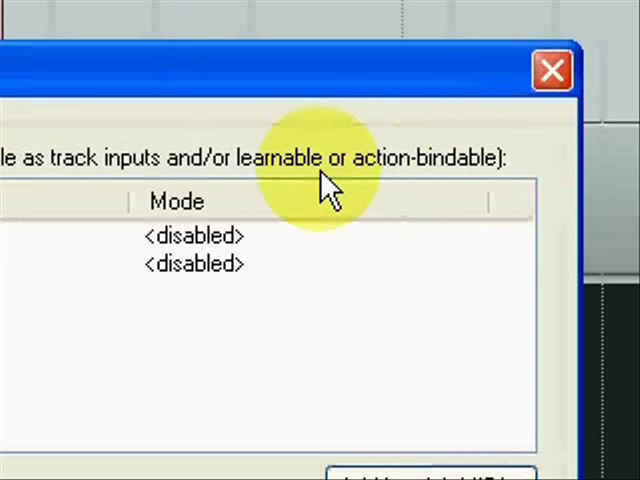 le as track inputs and/or learnable or action-bindable):
Mode
<disabled>
<disabled>